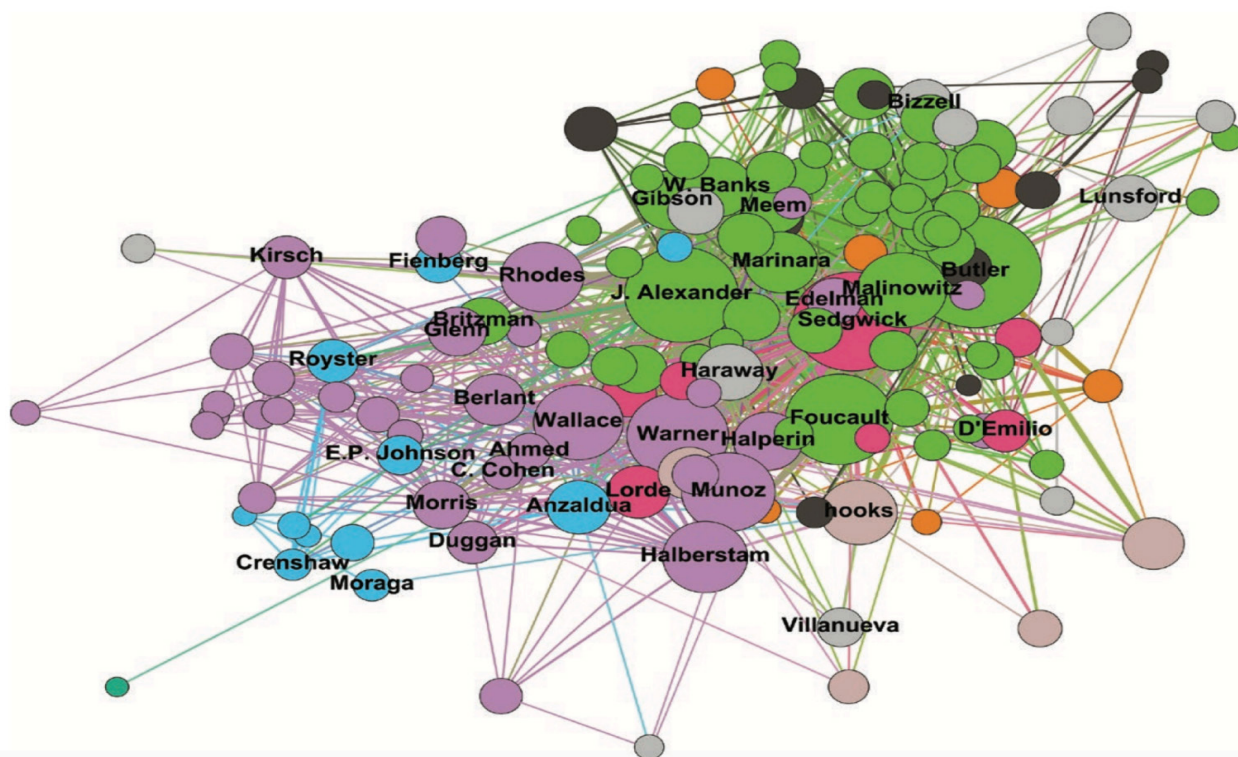 Bizzell
W. Banks
Gibson
Meem
Lunsford
Kirsch
Fienberg
Rhodes
Marinara
Butler
J. Alexander
Malinowitz
Edelman
Britzman
Sedgwick
Glenn
Royster
Haraway
Berlant
Wallace
Foucault
D'Emilio
Warner
Halperin
E.P. Johnson
Ahmed
C. Cohen
Lorde
Munoz
Morris
Anzaldua
hooks
Duggan
Halberstam
Crenshaw
Moraga
Villanueva